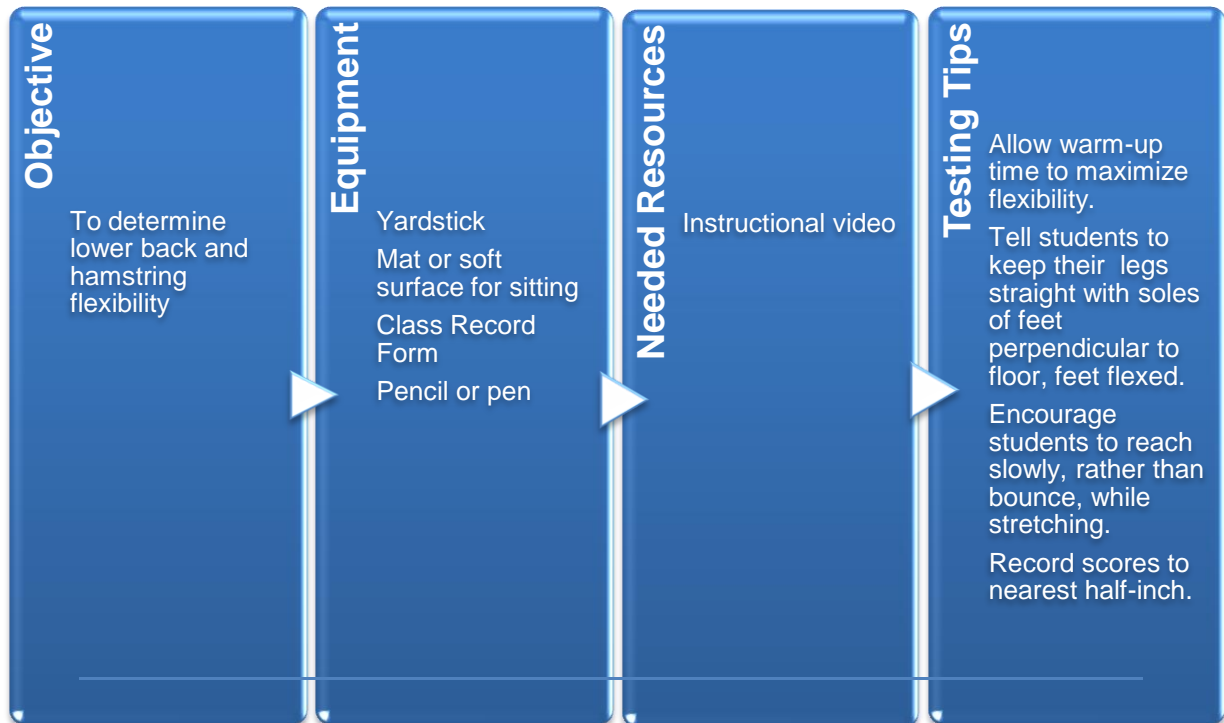 Objective
To determine
lower back and
hamstring
flexibility
Equipment
Yardstick
Mat or soft
surface for sitting
Class Record
Form
Pencil or pen
Needed Resources
Instructional video
Testing Tips
Allow warm-up
time to maximize
flexibility.
Tell students to
keep their  legs
straight with soles
of feet
perpendicular to
floor, feet flexed.
Encourage
students to reach
slowly, rather than
bounce, while
stretching.
Record scores to
nearest half-inch.